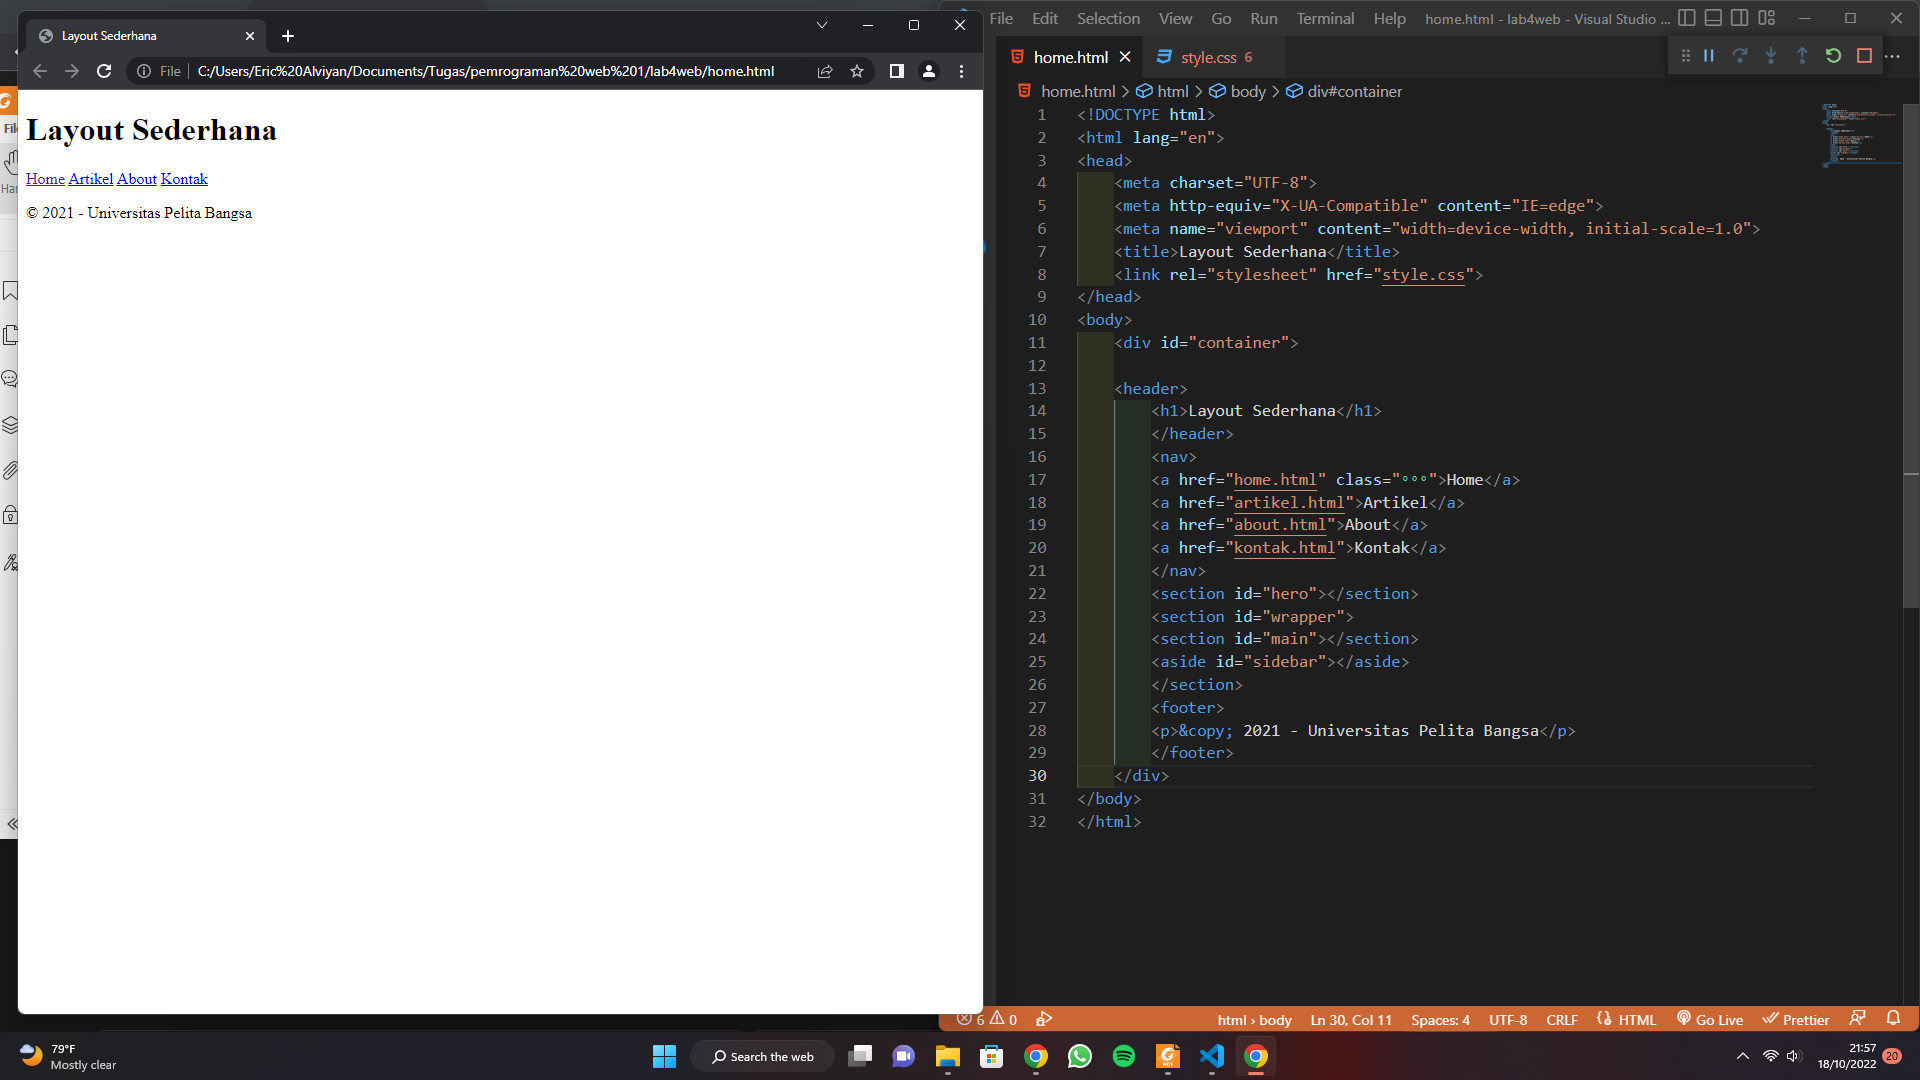 Layout Sederhana
File
C:/Users/Eric%20Alviyan/Documents/Tugas/pemrograman%20web%201/lab4web/home.html
Layout Sederhana
Home Artikel About Kontak
© 2021 - Universitas Pelita Bangsa
File Edit Selection View Go Run Terminal Help home.html - lab4web - Visual Studio ...
home.html style.css 6
home.html > html > body > div#container
1 <!DOCTYPE html>
2 <html lang="en">
3 <head>
4 <meta charset="UTF-8">
5 <meta http-equiv="X-UA-Compatible" content="IE=edge">
6 <meta name="viewport" content="width=device-width, initial-scale=1.0">
7 <title>Layout Sederhana</title>
8 <link rel="stylesheet" href="style.css">
9 </head>
10 <body>
11 <div id="container">
12
13 <header>
14 <h1>Layout Sederhana</h1>
15 </header>
16 <nav>
17 <a href="home.html" class="∘∘∘">Home</a>
18 <a href="artikel.html">Artikel</a>
19 <a href="about.html">About</a>
20 <a href="kontak.html">Kontak</a>
21 </nav>
22 <section id="hero"></section>
23 <section id="wrapper">
24 <section id="main"></section>
25 <aside id="sidebar"></aside>
26 </section>
27 <footer>
28 <p>&copy; 2021 - Universitas Pelita Bangsa</p>
29 </footer>
30 </div>
31 </body>
32 </html>
6 0 html › body Ln 30, Col 11 Spaces: 4 UTF-8 CRLF HTML Go Live Prettier
79°F
Mostly clear
Search the web
21:57
18/10/2022
20